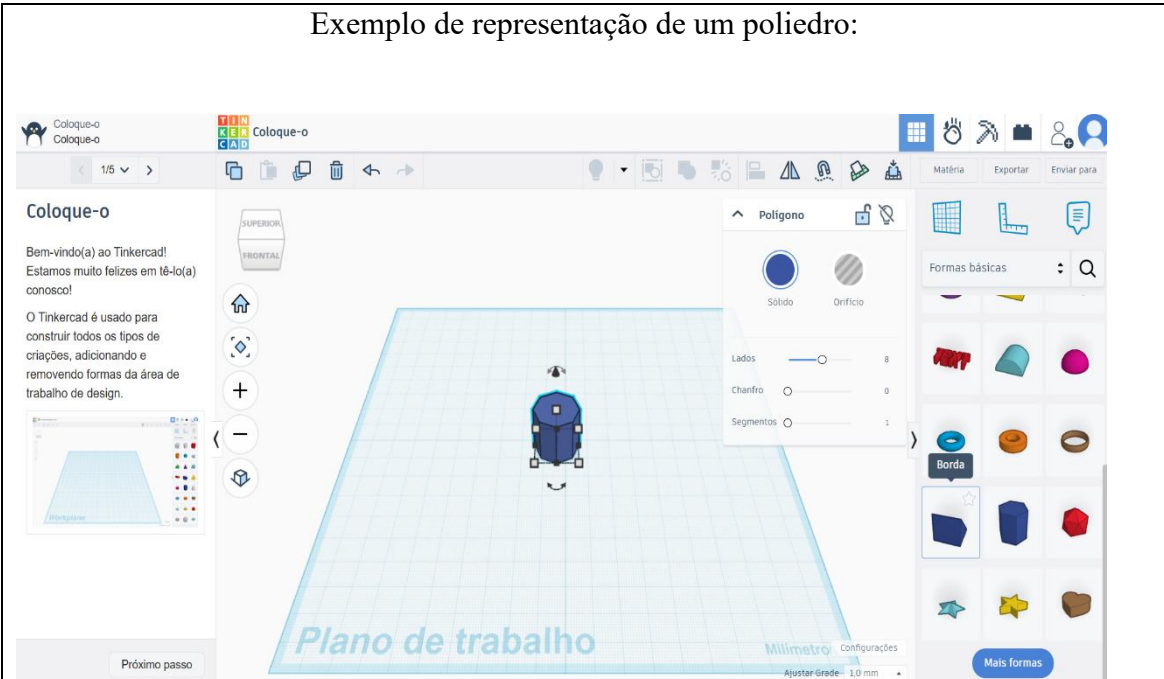 Exemplo de representação de um poliedro:
Coloque-o
Coloque-o
TIN
KER
CAD
Coloque-o
1/5
Matéria
Exportar
Enviar para
Coloque-o
Bem-vindo(a) ao Tinkercad!
Estamos muito felizes em tê-lo(a)
conosco!
O Tinkercad é usado para
construir todos os tipos de
criações, adicionando e
removendo formas da área de
trabalho de design.
Próximo passo
SUPERIOR
FRONTAL
Polígono
Sólido
Orifício
Lados
8
Chanfro
0
Segmentos
1
Formas básicas
TEXT
Borda
Plano de trabalho
Milímetro
Configurações
Ajustar Grade
1,0 mm
Mais formas